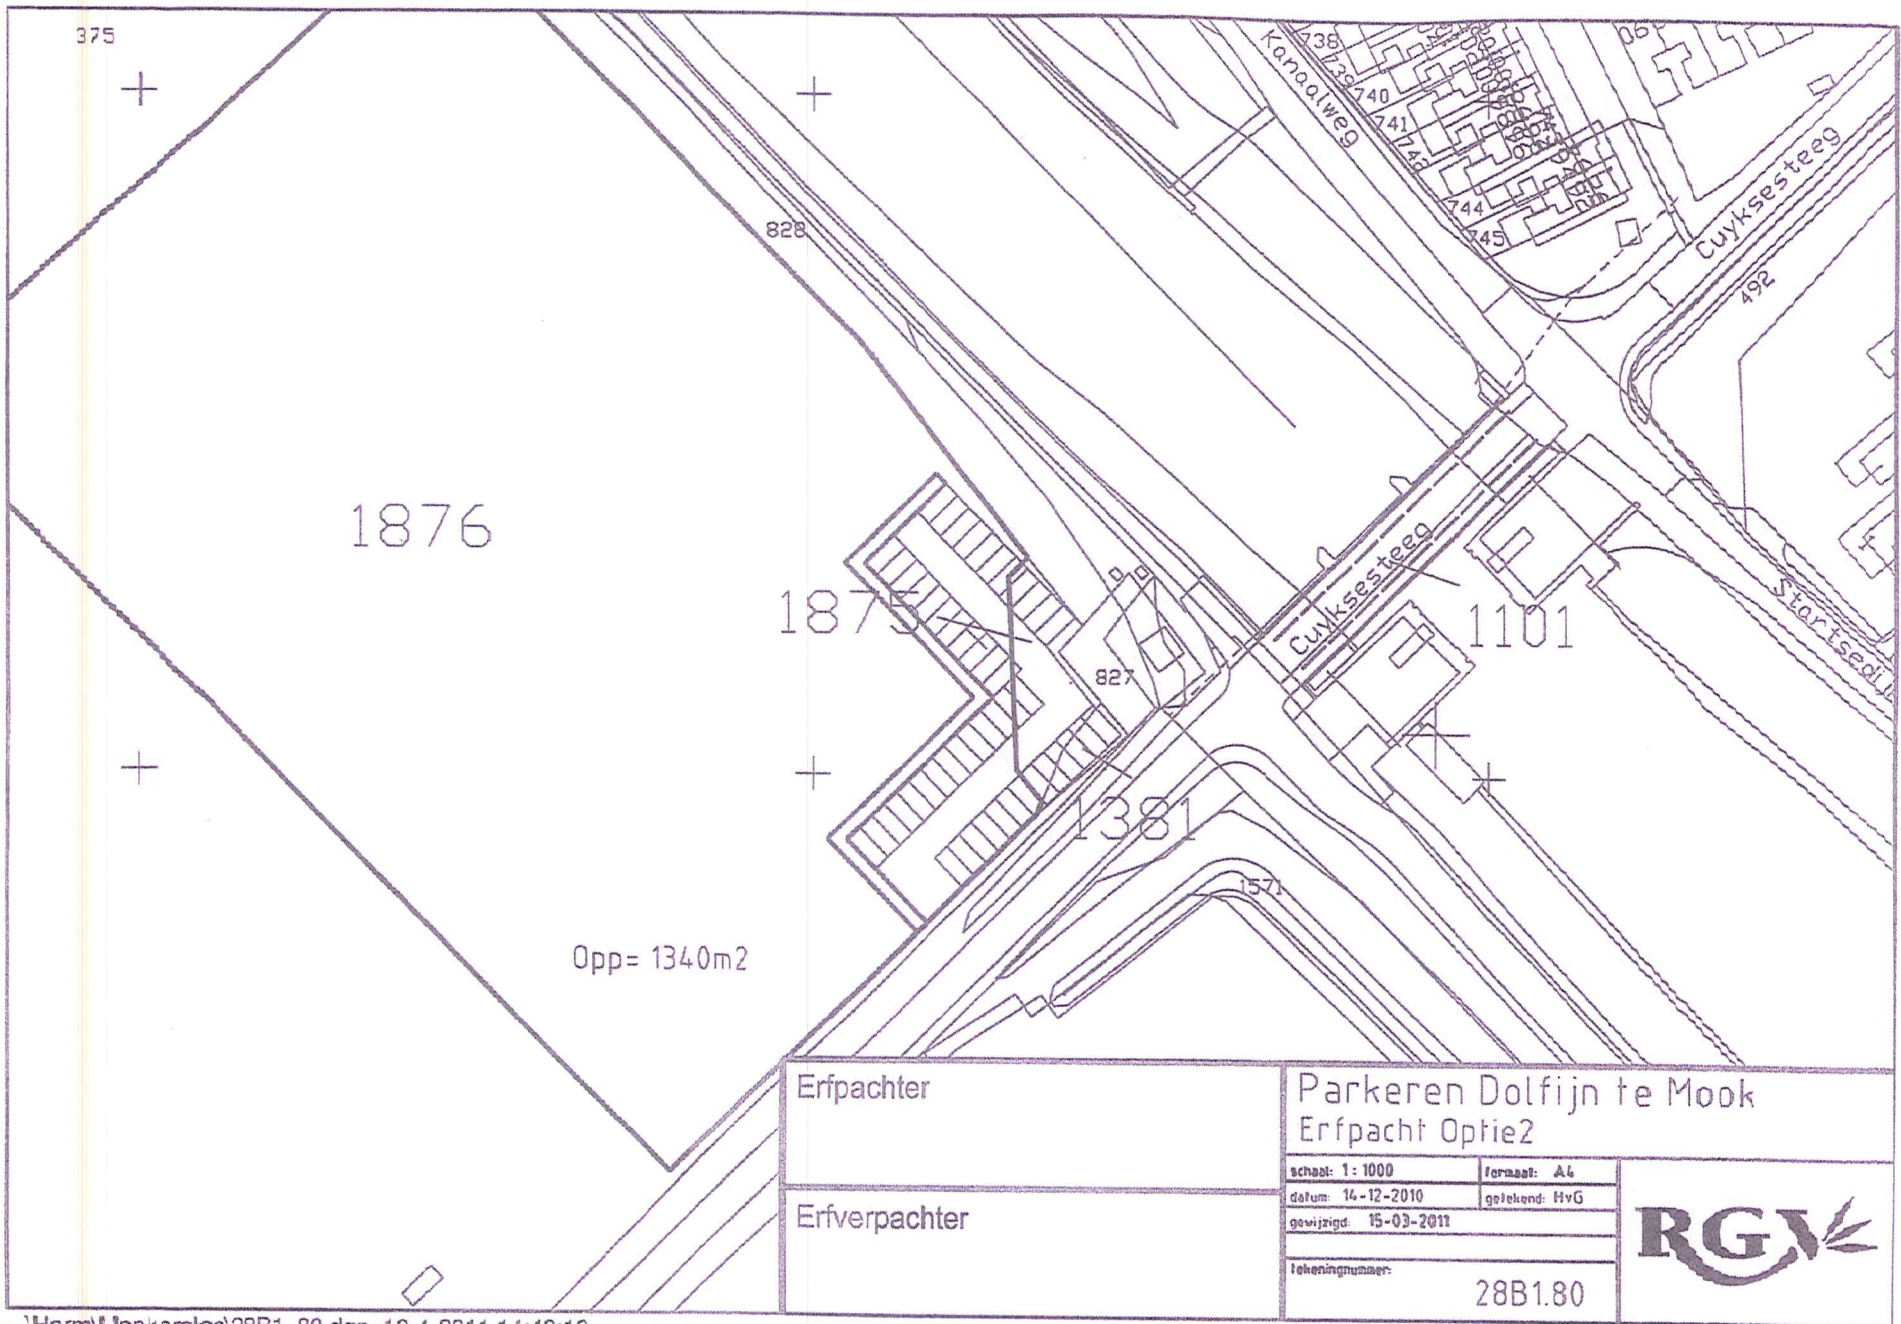 375
738
739
740
741
742
744
745
Kanaalweg
Cuyksesteeg
492
828
1876
1875
Cuyksesteeg
1101
Startsedij
827
1381
1571
Opp= 1340m2
Erfpachter
Erfverpachter
Parkeren Dolfijn te Mook
Erfpacht Optie2
schaal: 1 : 1000
formaat: A4
datum: 14-12-2010
getekend: HvG
gewijzigd: 15-03-2011
tekeningnummer:
28B1.80
RGV